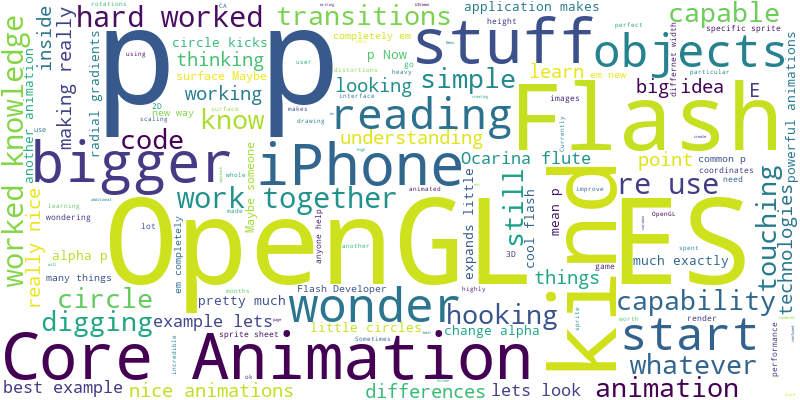 hard worked
transitions
application makes
height
capable
specific sprite
completely em
perfect
rotations
CA
inside
making really
circle kicks
thinking
p Now
stuff
objects
different width
surface Maybe
looking
simple
learn
em new
particular
big idea
E
radial gradients
working
reading
Flash
images
2D
new way
scaling
know
code
understanding
p p
bigger
iPhone
Ocarina flute
point
common p
coordinates
need
re use
work together
Maybe someone
still
cool flash
mean p
touching
technologies
powerful animations
worked knowledge
another animation
use
really nice
wondering
lot
OpenGL ES
kind
alpha p
em completely
many things
anyone help
animated
expands little
3D
things
game
much exactly
improve
Currently
circle
pretty much
Flash Developer
wonder
hooking
capability
digging
example lets
little circles
change alpha
start
render
worth
performance
Core Animation
sprite sheet
Sometimes
incredible
whatever
best example
nice animations
differences
lets look
animation
user
interface
distortions
heavy
go
makes
drawing
using
whole
made
another
months
highly
learning
spent
create
sprite
surface
creating
OpenGL
ok